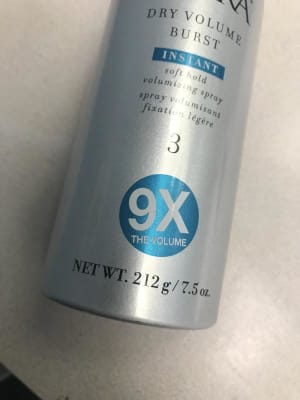 DRY VOLUME
BURST
INSTANT
soft hold
volumizing spray
spray volumisant
fixation légère
3
9X
THE VOLUME
NET WT. 212 g / 7.5 oz.